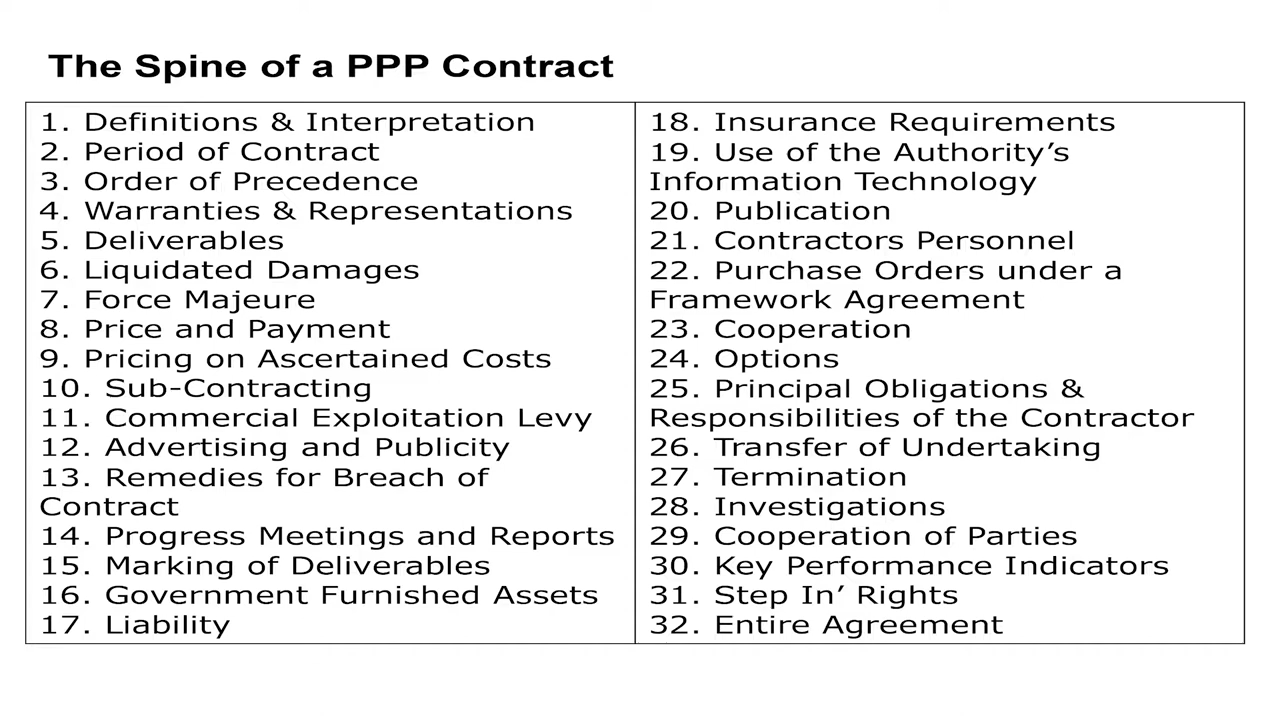 The Spine of a PPP Contract
1. Definitions & Interpretation
2. Period of Contract
3. Order of Precedence
4. Warranties & Representations
5. Deliverables
6. Liquidated Damages
7. Force Majeure
8. Price and Payment
9. Pricing on Ascertained Costs
10. Sub-Contracting
11. Commercial Exploitation Levy
12. Advertising and Publicity
13. Remedies for Breach of
Contract
14. Progress Meetings and Reports
15. Marking of Deliverables
16. Government Furnished Assets
17. Liability
18. Insurance Requirements
19. Use of the Authority’s
Information Technology
20. Publication
21. Contractors Personnel
22. Purchase Orders under a
Framework Agreement
23. Cooperation
24. Options
25. Principal Obligations &
Responsibilities of the Contractor
26. Transfer of Undertaking
27. Termination
28. Investigations
29. Cooperation of Parties
30. Key Performance Indicators
31. Step In’ Rights
32. Entire Agreement